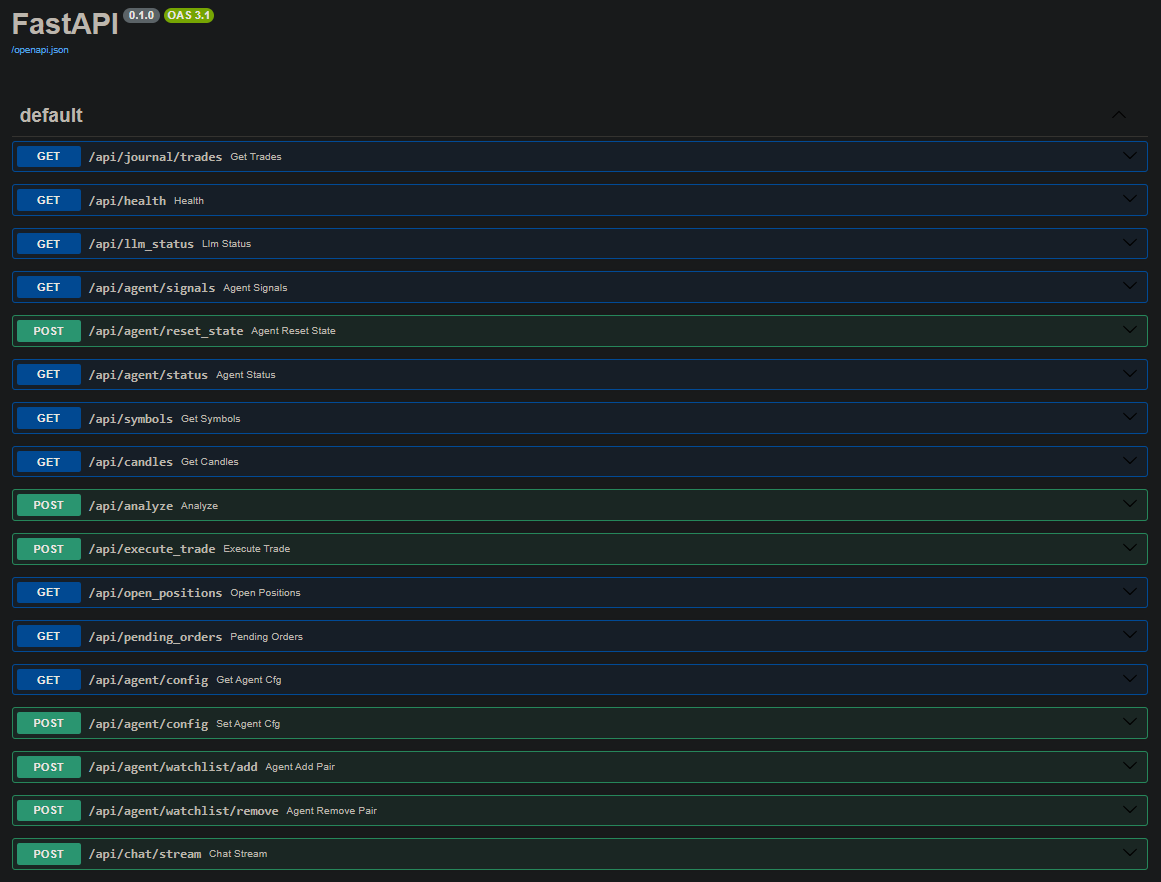 FastAPI 0.1.0 OAS 3.1
/openapi.json
default
GET /api/journal/trades Get Trades
GET /api/health Health
GET /api/llm_status Llm Status
GET /api/agent/signals Agent Signals
POST /api/agent/reset_state Agent Reset State
GET /api/agent/status Agent Status
GET /api/symbols Get Symbols
GET /api/candles Get Candles
POST /api/analyze Analyze
POST /api/execute_trade Execute Trade
GET /api/open_positions Open Positions
GET /api/pending_orders Pending Orders
GET /api/agent/config Get Agent Cfg
POST /api/agent/config Set Agent Cfg
POST /api/agent/watchlist/add Agent Add Pair
POST /api/agent/watchlist/remove Agent Remove Pair
POST /api/chat/stream Chat Stream